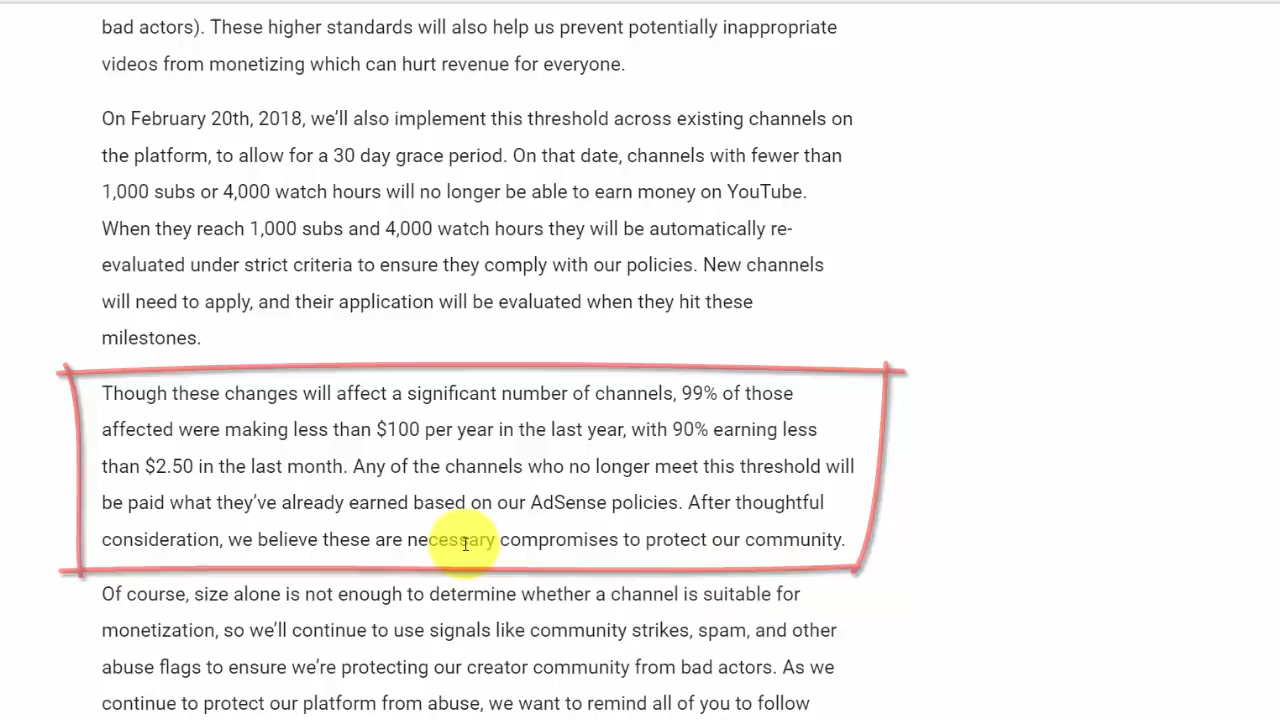 bad actors). These higher standards will also help us prevent potentially inappropriate
videos from monetizing which can hurt revenue for everyone.
On February 20th, 2018, we’ll also implement this threshold across existing channels on
the platform, to allow for a 30 day grace period. On that date, channels with fewer than
1,000 subs or 4,000 watch hours will no longer be able to earn money on YouTube.
When they reach 1,000 subs and 4,000 watch hours they will be automatically re-
evaluated under strict criteria to ensure they comply with our policies. New channels
will need to apply, and their application will be evaluated when they hit these
milestones.
Though these changes will affect a significant number of channels, 99% of those
affected were making less than $100 per year in the last year, with 90% earning less
than $2.50 in the last month. Any of the channels who no longer meet this threshold will
be paid what they’ve already earned based on our AdSense policies. After thoughtful
consideration, we believe these are necessary compromises to protect our community.
Of course, size alone is not enough to determine whether a channel is suitable for
monetization, so we’ll continue to use signals like community strikes, spam, and other
abuse flags to ensure we’re protecting our creator community from bad actors. As we
continue to protect our platform from abuse, we want to remind all of you to follow